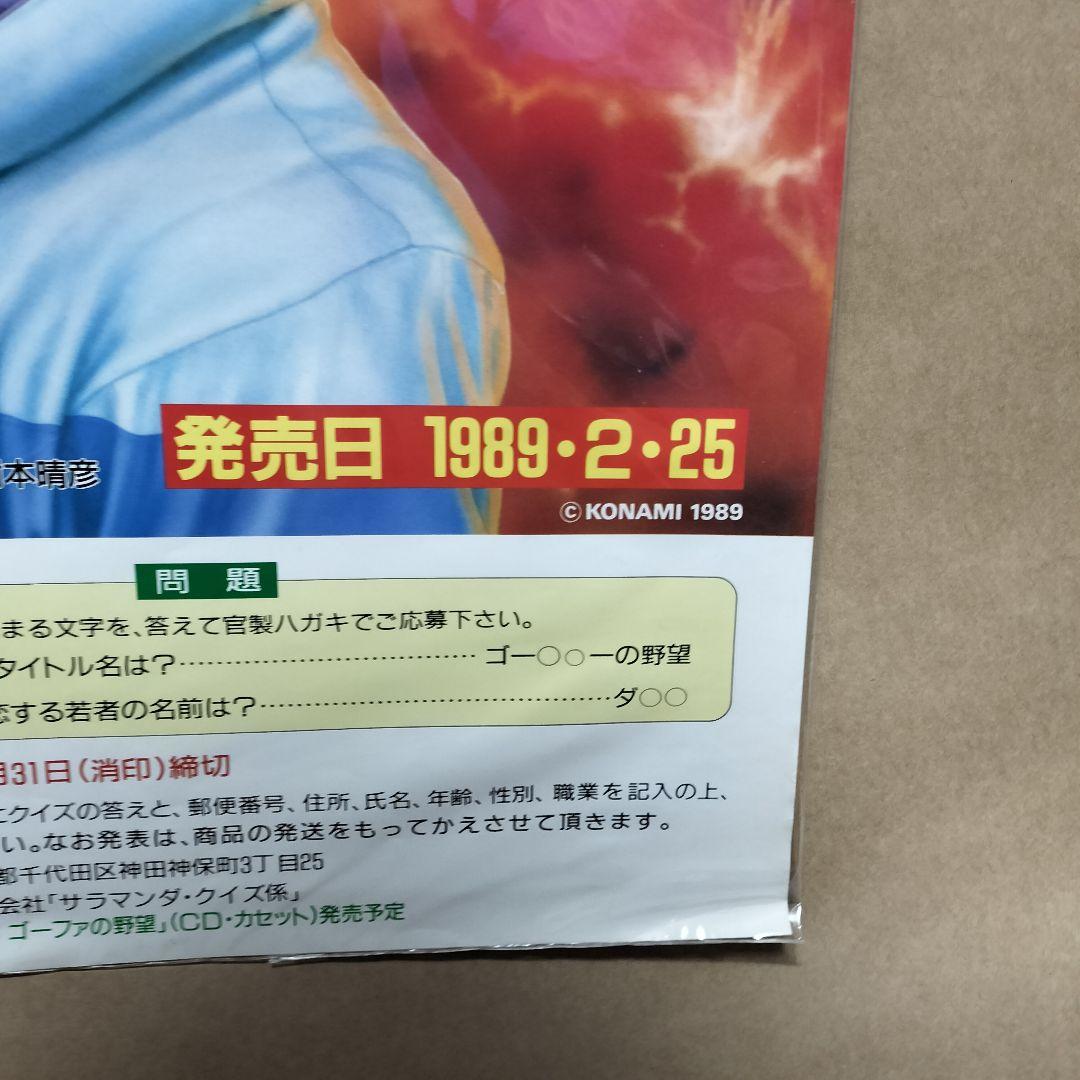 本晴彦
発売日 1989・2・25
©KONAMI 1989
問 題
まる文字を、答えて官製ハガキでご応募下さい。
タイトル名は?……………………………… ゴー○○ーの野望
する若者の名前は?………………………………………ダ○○
31日(消印)締切
クイズの答えと、郵便番号、住所、氏名、年齢、性別、職業を記入の上、
い。なお発表は、商品の発送をもってかえさせて頂きます。
都千代田区神田神保町3丁目25
会社「サラマンダ・クイズ係」
ゴーファの野望」(CD・カセット)発売予定